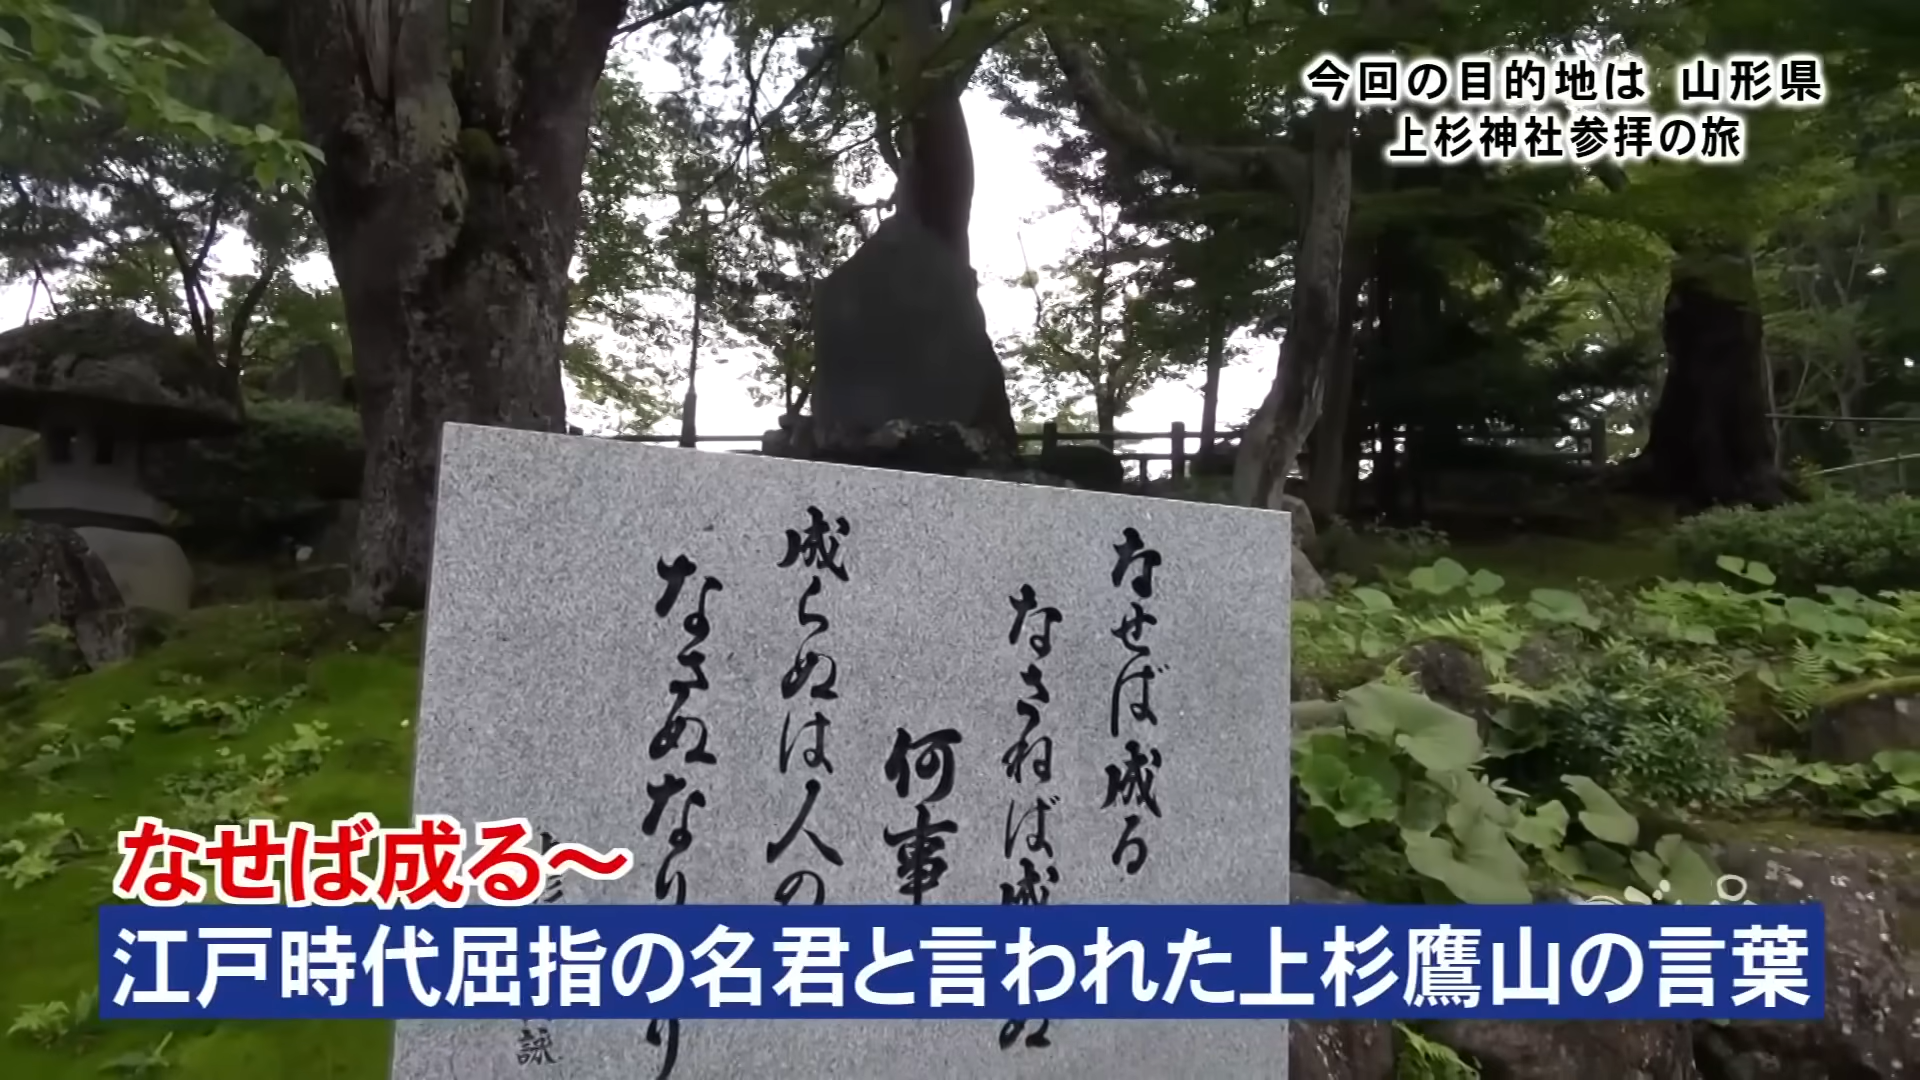 今回の目的地は 山形県
上杉神社参拝の旅
なせば成る
なさねば成
ぬ
何事
成らぬは人の
なさぬなり
り
詠
なせば成る～
江戸時代屈指の名君と言われた上杉鷹山の言葉